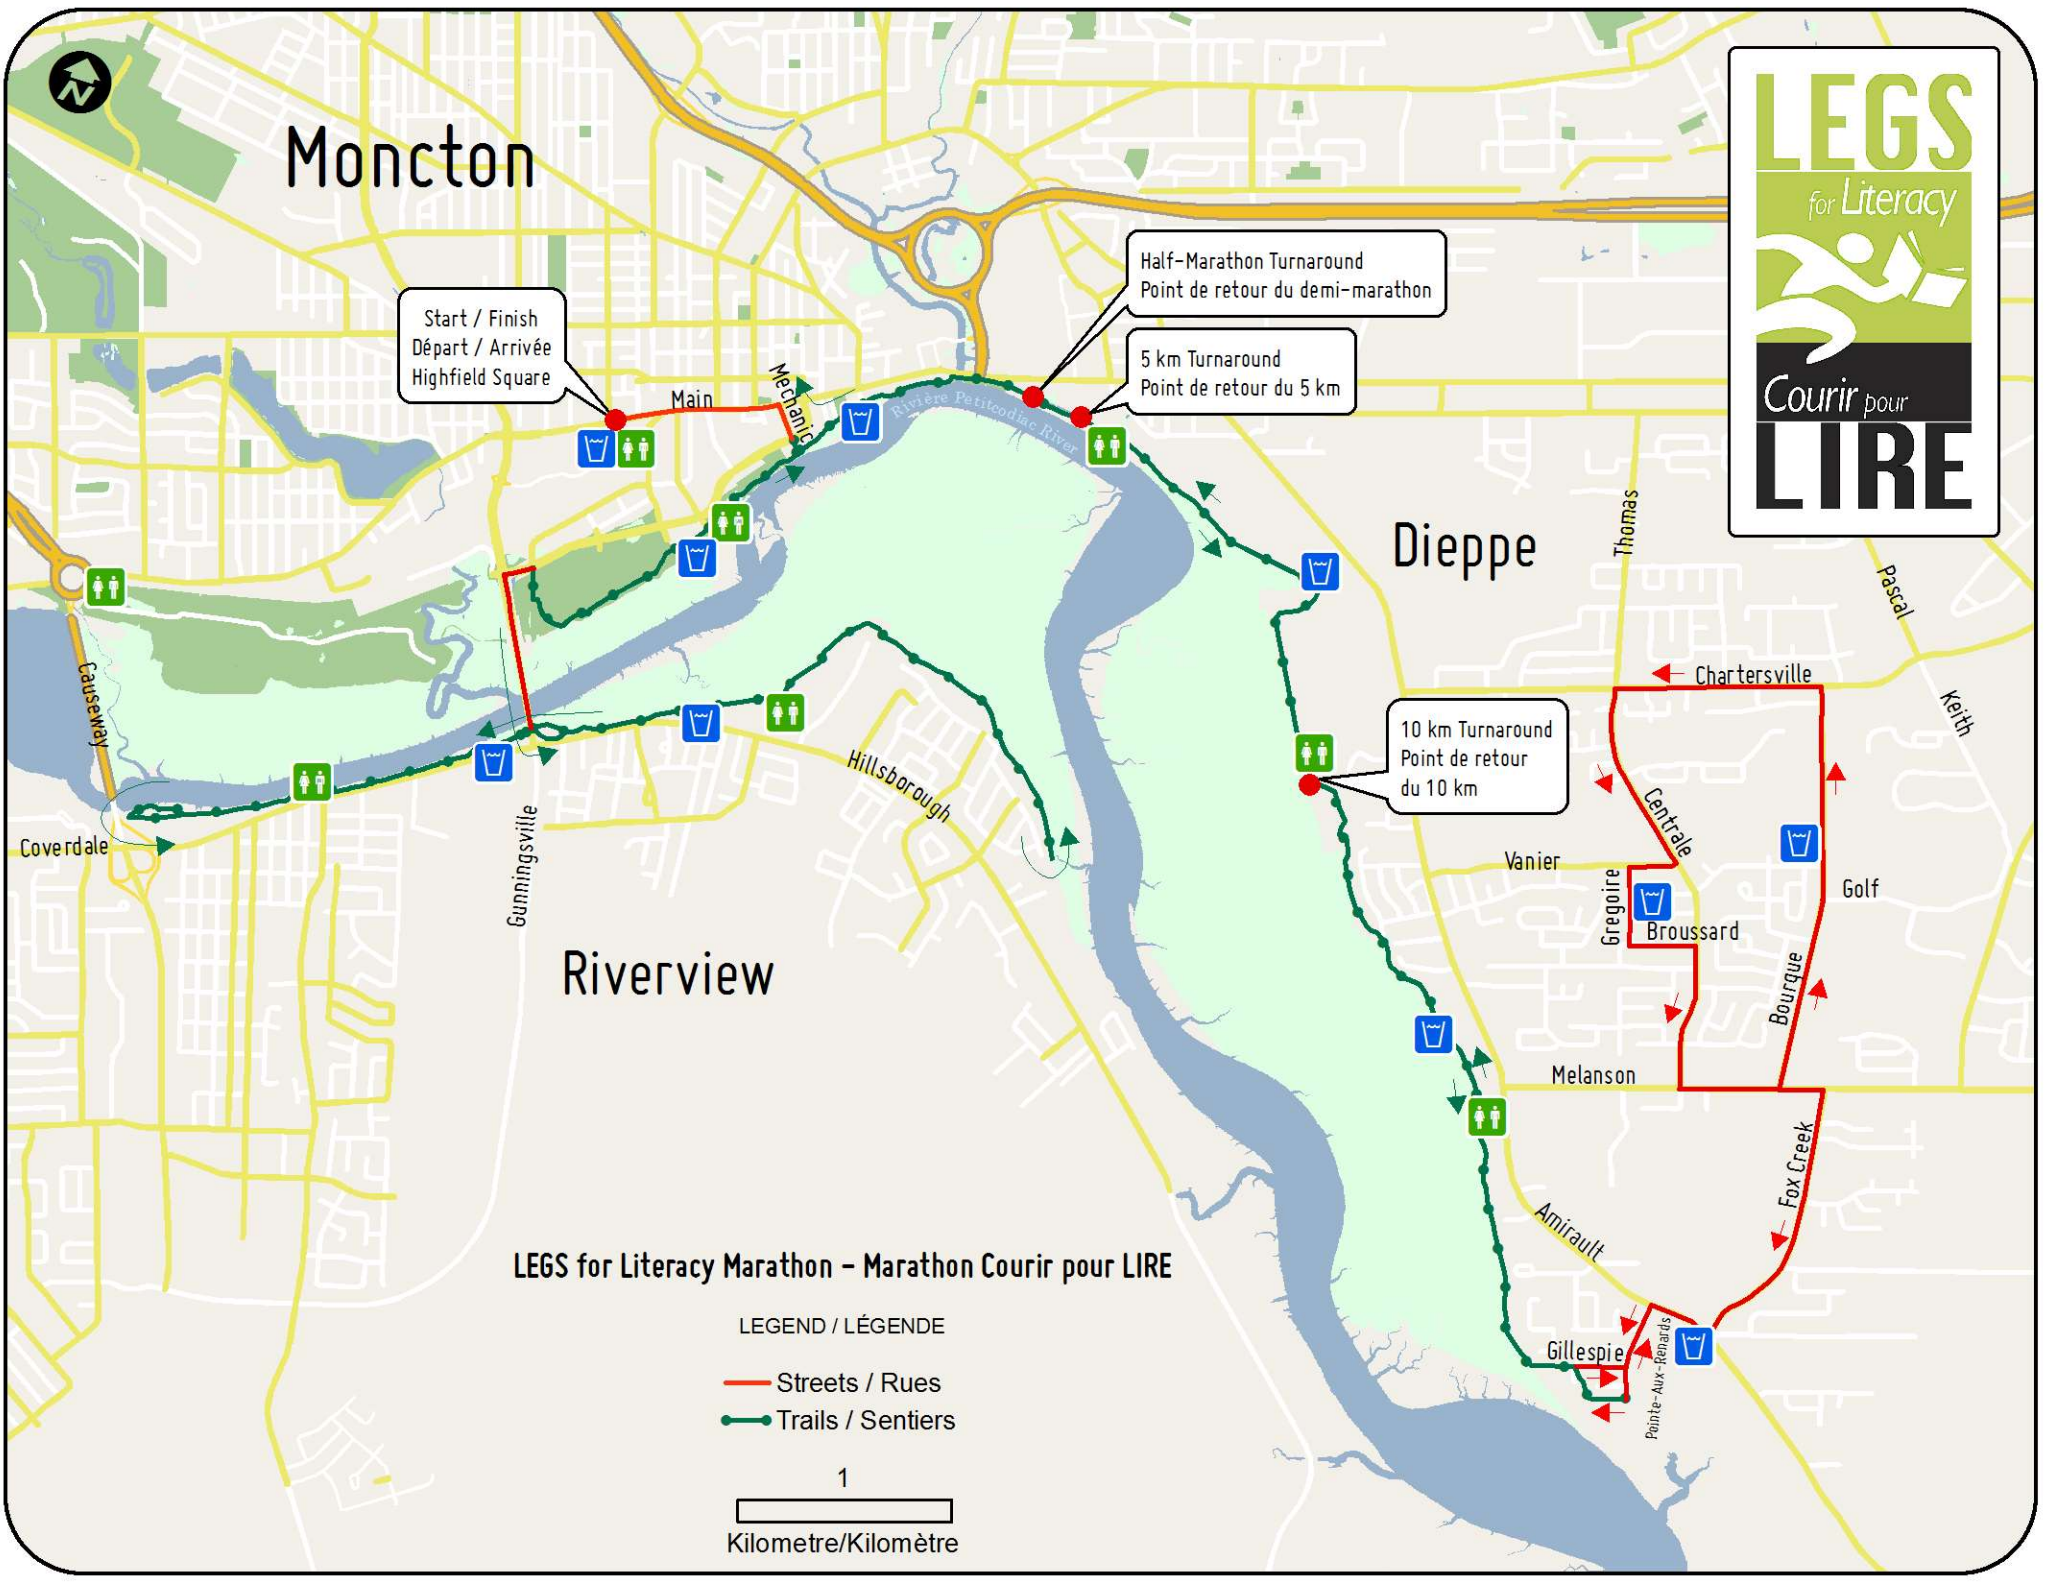 N
Moncton
LEGS
for Literacy
Courir pour
LIRE
Half-Marathon Turnaround
Point de retour du demi-marathon
Start / Finish
Départ / Arrivée
Highfield Square
5 km Turnaround
Point de retour du 5 km
Main
Mechanic
Rivière Petitcodiac River
Dieppe
Thomas
Pascal
Keith
Causeway
Chartersville
10 km Turnaround
Point de retour
du 10 km
Hillsborough
Centrale
Coverdale
Gunningsville
Vanier
Gregoire
Golf
Broussard
Riverview
Bourque
Melanson
Fox Creek
Amirault
LEGS for Literacy Marathon - Marathon Courir pour LIRE
LEGEND / LÉGENDE
Gillespie
Pointe-Aux-Renards
Streets / Rues
Trails / Sentiers
1
Kilometre/Kilomètre